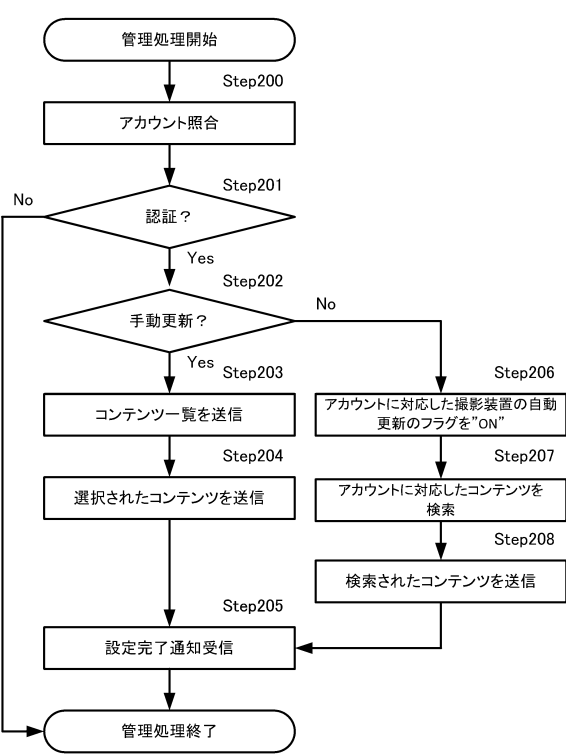 管理処理開始
Step200
アカウント照合
Step201
No
認証？
Yes
Step202
手動更新？
No
Yes
Step203
コンテンツ一覧を送信
Step204
選択されたコンテンツを送信
Step206
アカウントに対応した撮影装置の自動
更新のフラグを”ON”
Step207
アカウントに対応したコンテンツを
検索
Step208
検索されたコンテンツを送信
Step205
設定完了通知受信
管理処理終了